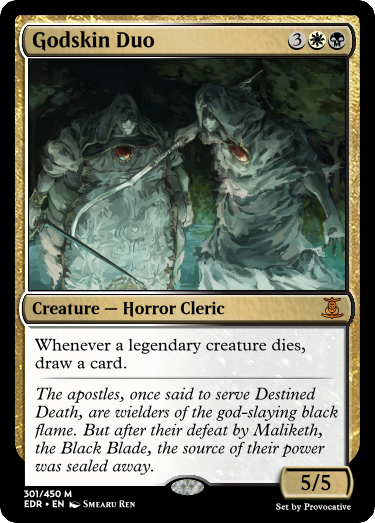 Godskin Duo 3
Creature — Horror Cleric
Whenever a legendary creature dies,
draw a card.
The apostles, once said to serve Destined
Death, are wielders of the god-slaying black
flame. But after their defeat by Maliketh,
the Black Blade, the source of their power
was sealed away.
5/5
301/450 M
EDR • EN Smearu Ren
Set by Provocative